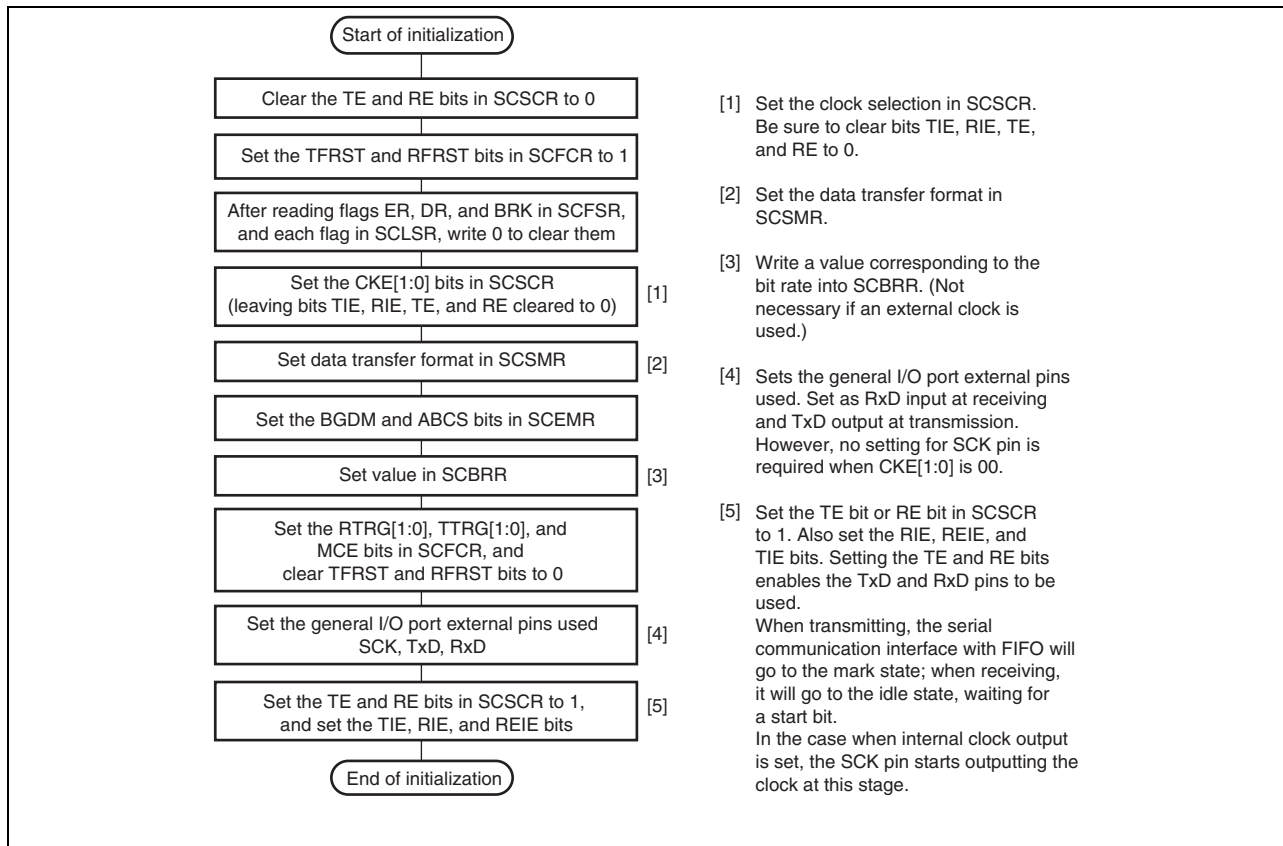 Start of initialization
Clear the TE and RE bits in SCSCR to 0
Set the TFRST and RFRST bits in SCFCR to 1
After reading flags ER, DR, and BRK in SCFSR,
and each flag in SCLSR, write 0 to clear them
Set the CKE[1:0] bits in SCSCR
(leaving bits TIE, RIE, TE, and RE cleared to 0)
[1]
Set data transfer format in SCSMR
[2]
Set the BGDM and ABCS bits in SCEMR
Set value in SCBRR
[3]
Set the RTRG[1:0], TTRG[1:0], and
MCE bits in SCFCR, and
clear TFRST and RFRST bits to 0
Set the general I/O port external pins used
SCK, TxD, RxD
[4]
Set the TE and RE bits in SCSCR to 1,
and set the TIE, RIE, and REIE bits
[5]
End of initialization
[1] Set the clock selection in SCSCR.
Be sure to clear bits TIE, RIE, TE,
and RE to 0.
[2] Set the data transfer format in
SCSMR.
[3] Write a value corresponding to the
bit rate into SCBRR. (Not
necessary if an external clock is
used.)
[4] Sets the general I/O port external pins
used. Set as RxD input at receiving
and TxD output at transmission.
However, no setting for SCK pin is
required when CKE[1:0] is 00.
[5] Set the TE bit or RE bit in SCSCR
to 1. Also set the RIE, REIE, and
TIE bits. Setting the TE and RE bits
enables the TxD and RxD pins to be
used.
When transmitting, the serial
communication interface with FIFO will
go to the mark state; when receiving,
it will go to the idle state, waiting for
a start bit.
In the case when internal clock output
is set, the SCK pin starts outputting the
clock at this stage.